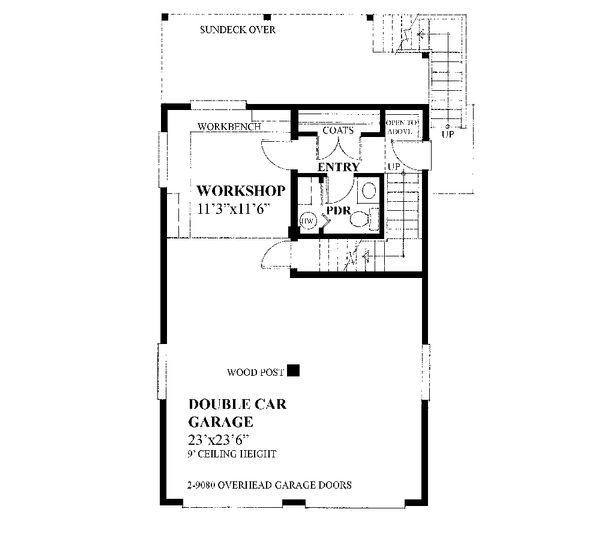 SUNDECK OVER
WORKBENCH
COATS
OPEN TO
ABOVE
UP
ENTRY
UP
WORKSHOP
11'3"x11'6"
PDR
HW
WOOD POST
DOUBLE CAR
GARAGE
23'x23'6"
9' CEILING HEIGHT
2-9080 OVERHEAD GARAGE DOORS